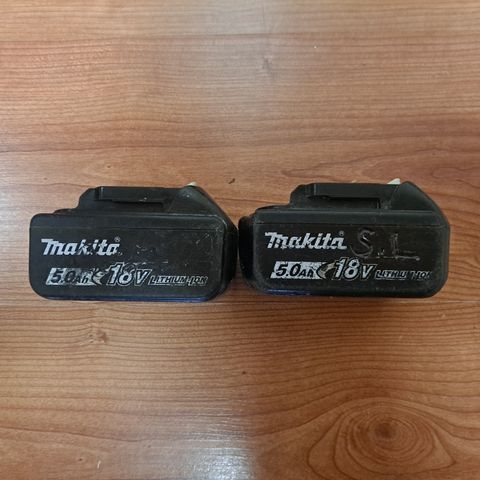 makita
5.0Ah 18V LITHIUM-ION
makita S.L
5.0Ah 18V LITHIUM-ION